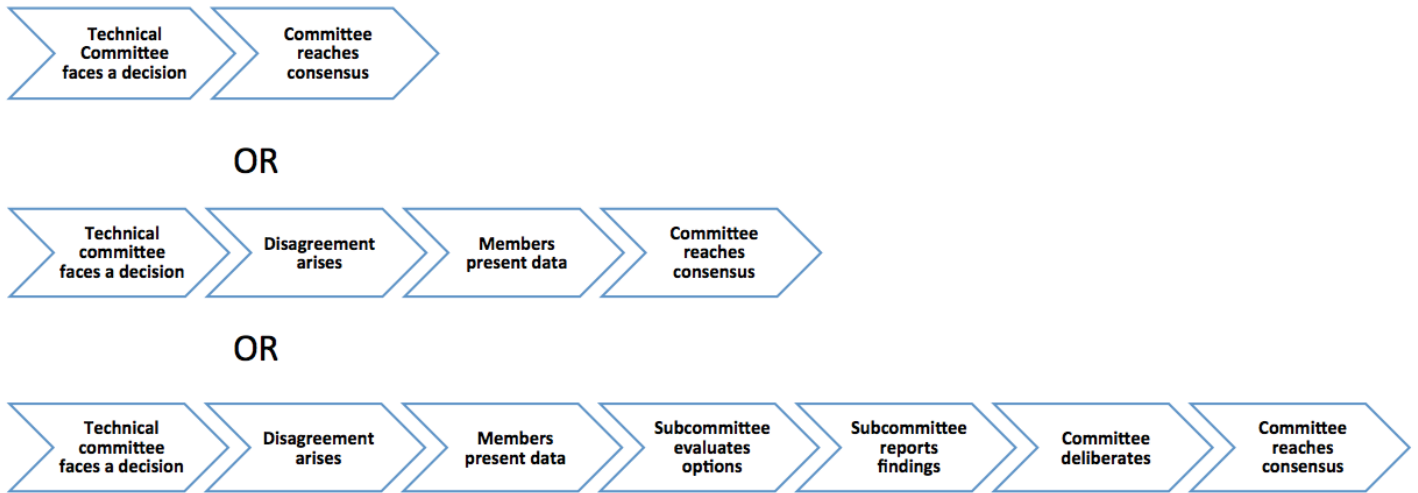 Technical
Committee
faces a decision
Committee
reaches
consensus
OR
Technical
committee
faces a decision
Disagreement
arises
Members
present data
Committee
reaches
consensus
OR
Technical
committee
faces a decision
Disagreement
arises
Members
present data
Subcommittee
evaluates
options
Subcommittee
reports
findings
Committee
deliberates
Committee
reaches
consensus